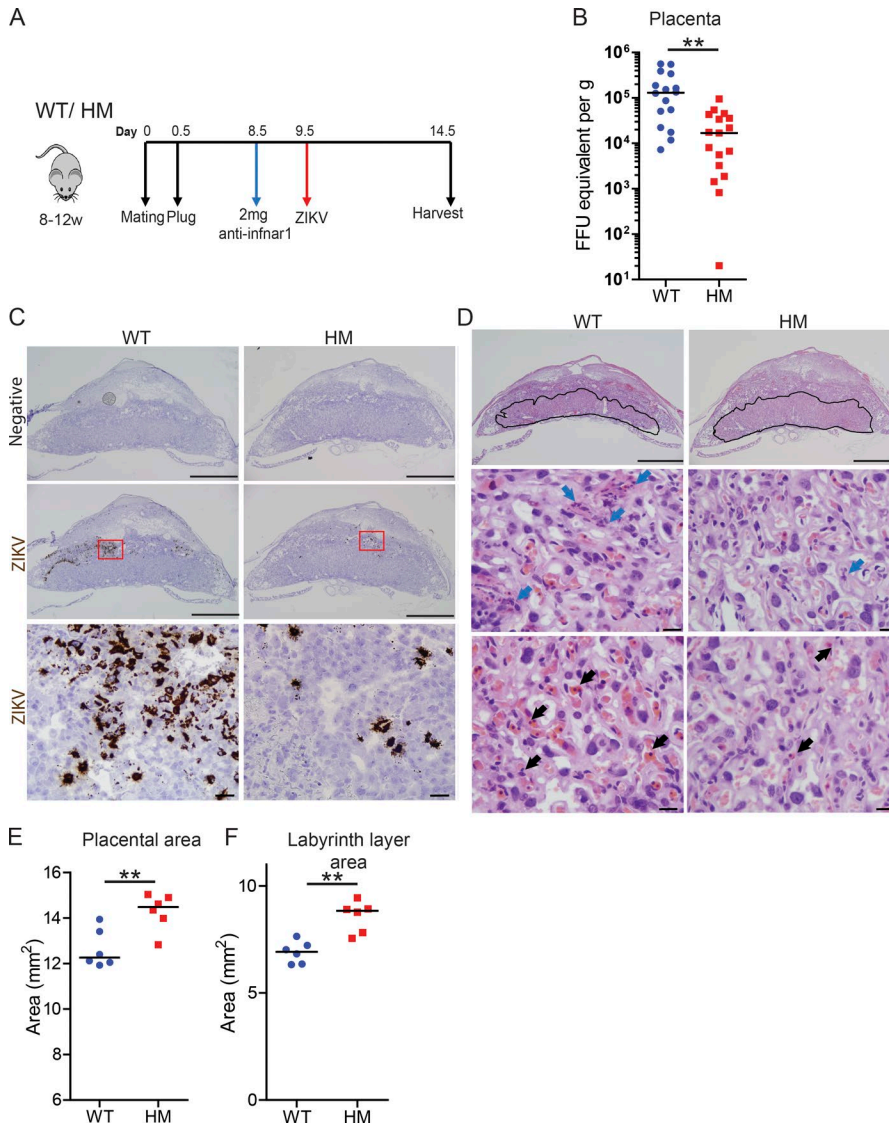 A
WT/ HM
8-12w
Day 0 0.5 8.5 9.5 14.5
Mating Plug 2mg anti-infnar1 ZIKV Harvest
B
Placenta
**
FFU equivalent per g
10^6
10^5
10^4
10^3
10^2
10^1
WT HM
C
WT HM
Negative
ZIKV
ZIKV
D
WT HM
E
Placental area
**
Area (mm^2)
16
14
12
10
8
6
WT HM
F
Labyrinth layer
area
**
Area (mm^2)
10
5
0
WT HM